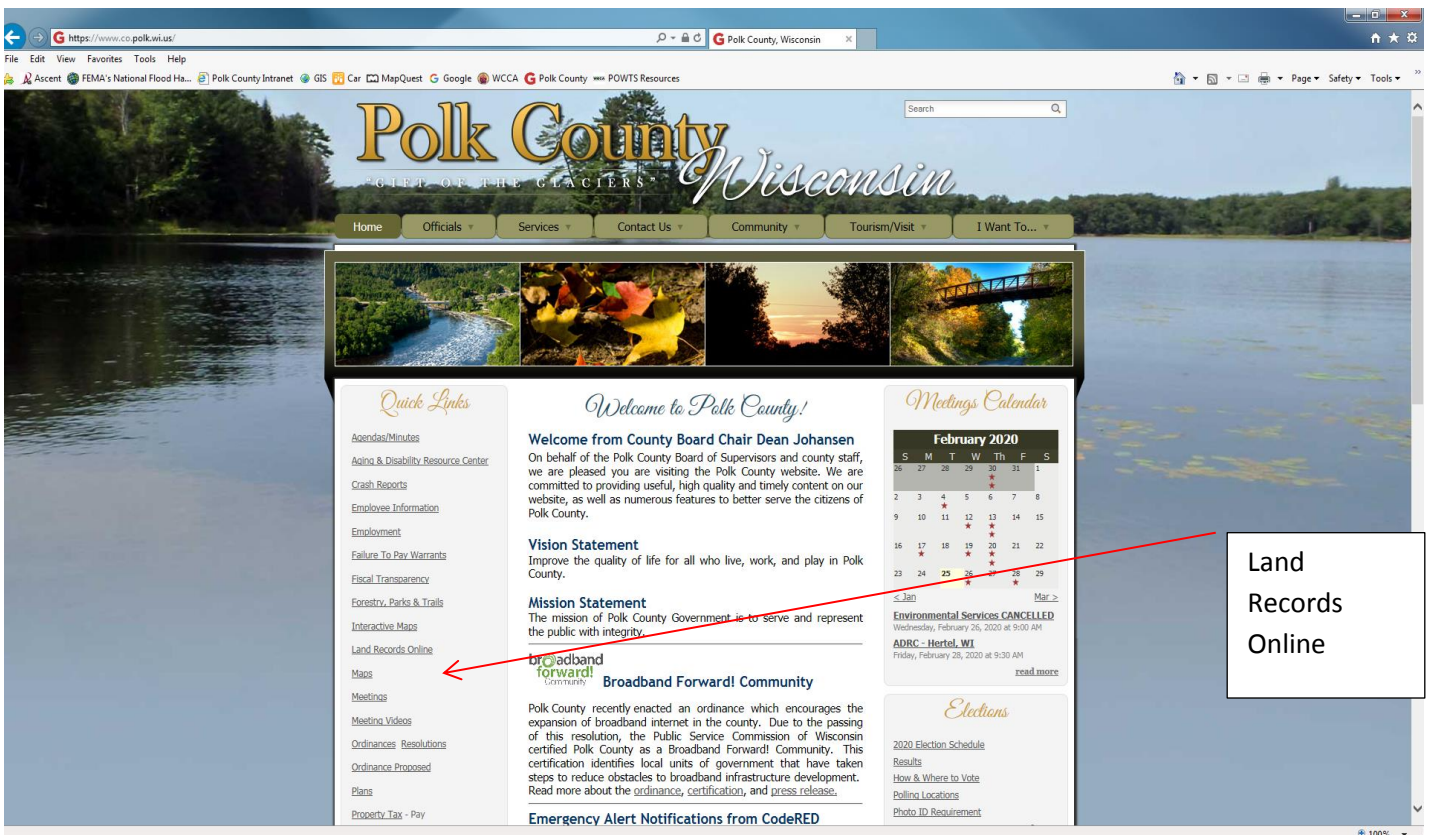 https://www.co.polk.wi.us/
Polk County, Wisconsin
File Edit View Favorites Tools Help
Ascent FEMA's National Flood Ha... Polk County Intranet GIS Car MapQuest Google WCCA Polk County POWTS Resources
Page Safety Tools
Search
Polk County
Wisconsin
"GIFT OF THE GLACIERS"
Home Officials Services Contact Us Community Tourism/Visit I Want To...
Quick Links
Agendas/Minutes
Aging & Disability Resource Center
Crash Reports
Employee Information
Employment
Failure To Pay Warrants
Fiscal Transparency
Forestry, Parks & Trails
Interactive Maps
Land Records Online
Maps
Meetings
Meeting Videos
Ordinances Resolutions
Ordinance Proposed
Plans
Property Tax - Pay
Welcome to Polk County!
Welcome from County Board Chair Dean Johansen
On behalf of the Polk County Board of Supervisors and county staff,
we are pleased you are visiting the Polk County website. We are
committed to providing useful, high quality and timely content on our
website, as well as numerous features to better serve the citizens of
Polk County.
Vision Statement
Improve the quality of life for all who live, work, and play in Polk
County.
Mission Statement
The mission of Polk County Government is to serve and represent
the public with integrity.
broadband
forward!
Community
Broadband Forward! Community
Polk County recently enacted an ordinance which encourages the
expansion of broadband internet in the county. Due to the passing
of this resolution, the Public Service Commission of Wisconsin
certified Polk County as a Broadband Forward! Community. This
certification identifies local units of government that have taken
steps to reduce obstacles to broadband infrastructure development.
Read more about the ordinance, certification, and press release.
Emergency Alert Notifications from CodeRED
Meetings Calendar
February 2020
S M T W Th F S
26 27 28 29 30 31 1
2 3 4 5 6 7 8
9 10 11 12 13 14 15
16 17 18 19 20 21 22
23 24 25 26 27 28 29
< Jan Mar >
Environmental Services CANCELLED
Wednesday, February 26, 2020 at 9:00 AM
ADRC - Hertel, WI
Friday, February 28, 2020 at 9:30 AM
read more
Elections
2020 Election Schedule
Results
How & Where to Vote
Polling Locations
Photo ID Requirement
Land
Records
Online
100%